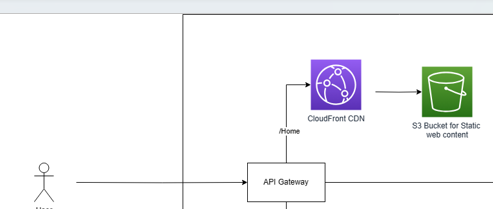 CloudFront CDN
S3 Bucket for Static
web content
/Home
API Gateway